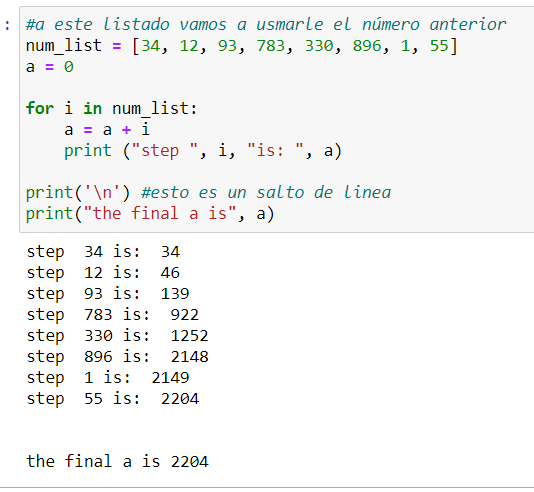 : #a este listado vamos a usmarle el número anterior
num_list = [34, 12, 93, 783, 330, 896, 1, 55]
a = 0

for i in num_list:
    a = a + i
    print ("step ", i, "is: ", a)

print('\n') #esto es un salto de linea
print("the final a is", a)
step  34 is:  34
step  12 is:  46
step  93 is:  139
step  783 is:  922
step  330 is:  1252
step  896 is:  2148
step  1 is:  2149
step  55 is:  2204


the final a is 2204